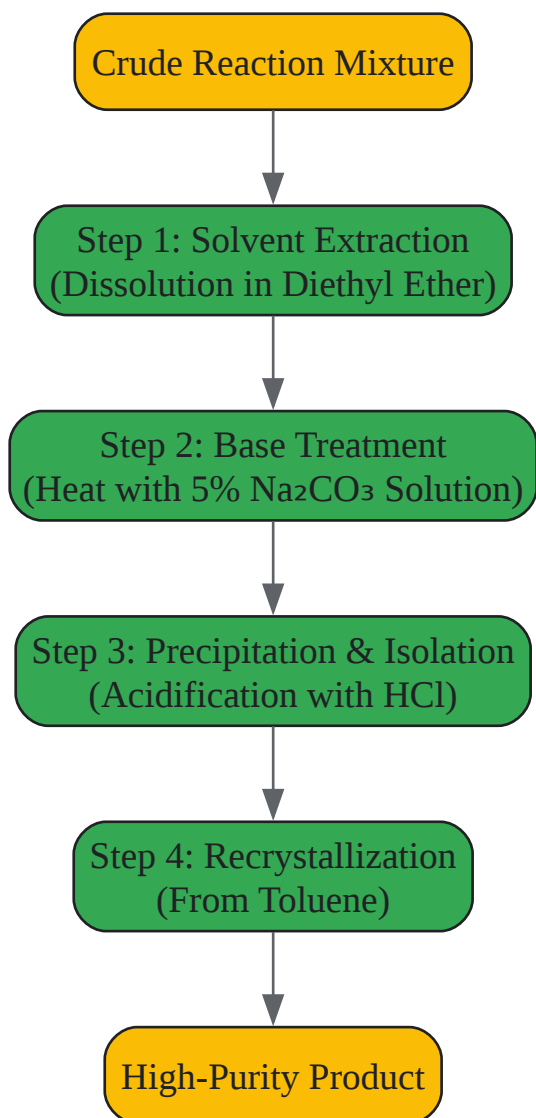 Crude Reaction Mixture
Step 1: Solvent Extraction
(Dissolution in Diethyl Ether)
Step 2: Base Treatment
(Heat with 5% Na₂CO₃ Solution)
Step 3: Precipitation & Isolation
(Acidification with HCl)
Step 4: Recrystallization
(From Toluene)
High-Purity Product